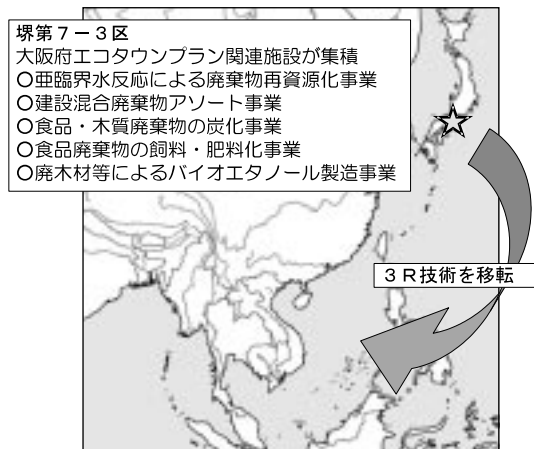 堺第７－３区
大阪府エコタウンプラン関連施設が集積
○亜臨界水反応による廃棄物再資源化事業
○建設混合廃棄物アソート事業
○食品・木質廃棄物の炭化事業
○食品廃棄物の飼料・肥料化事業
○廃木材等によるバイオエタノール製造事業
３Ｒ技術を移転